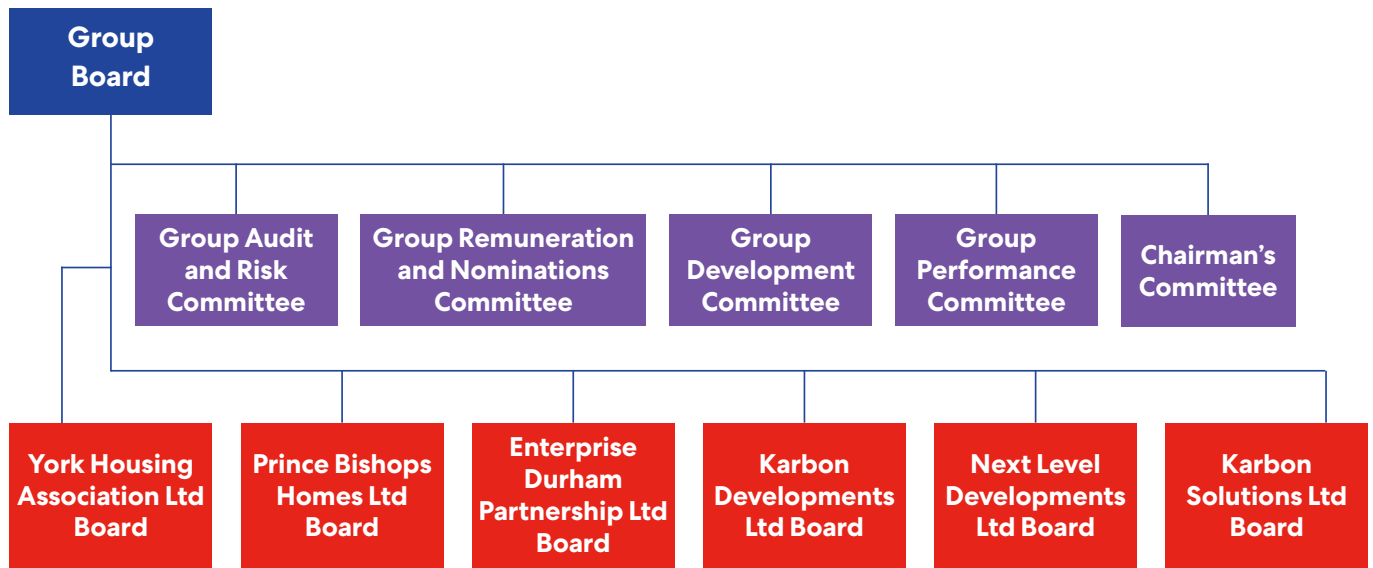 Group
Board
Group Audit
and Risk
Committee
Group Remuneration
and Nominations
Committee
Group
Development
Committee
Group
Performance
Committee
Chairman’s
Committee
York Housing
Association Ltd
Board
Prince Bishops
Homes Ltd
Board
Enterprise
Durham
Partnership Ltd
Board
Karbon
Developments
Ltd Board
Next Level
Developments
Ltd Board
Karbon
Solutions Ltd
Board